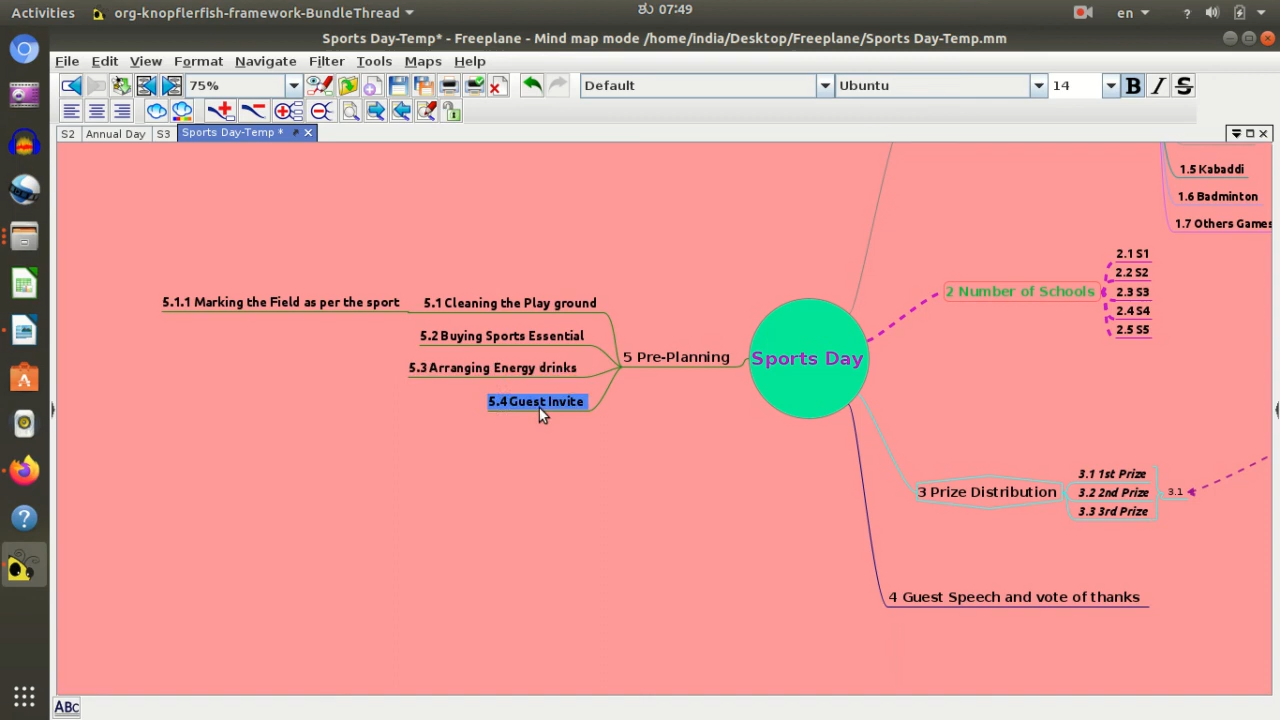 Activities
org-knopflerfish-framework-BundleThread
07:49
en
Sports Day-Temp* - Freeplane - Mind map mode /home/india/Desktop/Freeplane/Sports Day-Temp.mm
File Edit View Format Navigate Filter Tools Maps Help
75%
Default
Ubuntu
14
B I S
S2
Annual Day
S3
Sports Day-Temp *
1.5 Kabaddi
1.6 Badminton
1.7 Others Games
2.1 S1
2.2 S2
2 Number of Schools
2.3 S3
2.4 S4
2.5 S5
5.1.1 Marking the Field as per the sport
5.1 Cleaning the Play ground
5.2 Buying Sports Essential
5 Pre-Planning
Sports Day
5.3 Arranging Energy drinks
5.4 Guest Invite
3.1 1st Prize
3 Prize Distribution
3.2 2nd Prize
3.1
3.3 3rd Prize
4 Guest Speech and vote of thanks
ABc